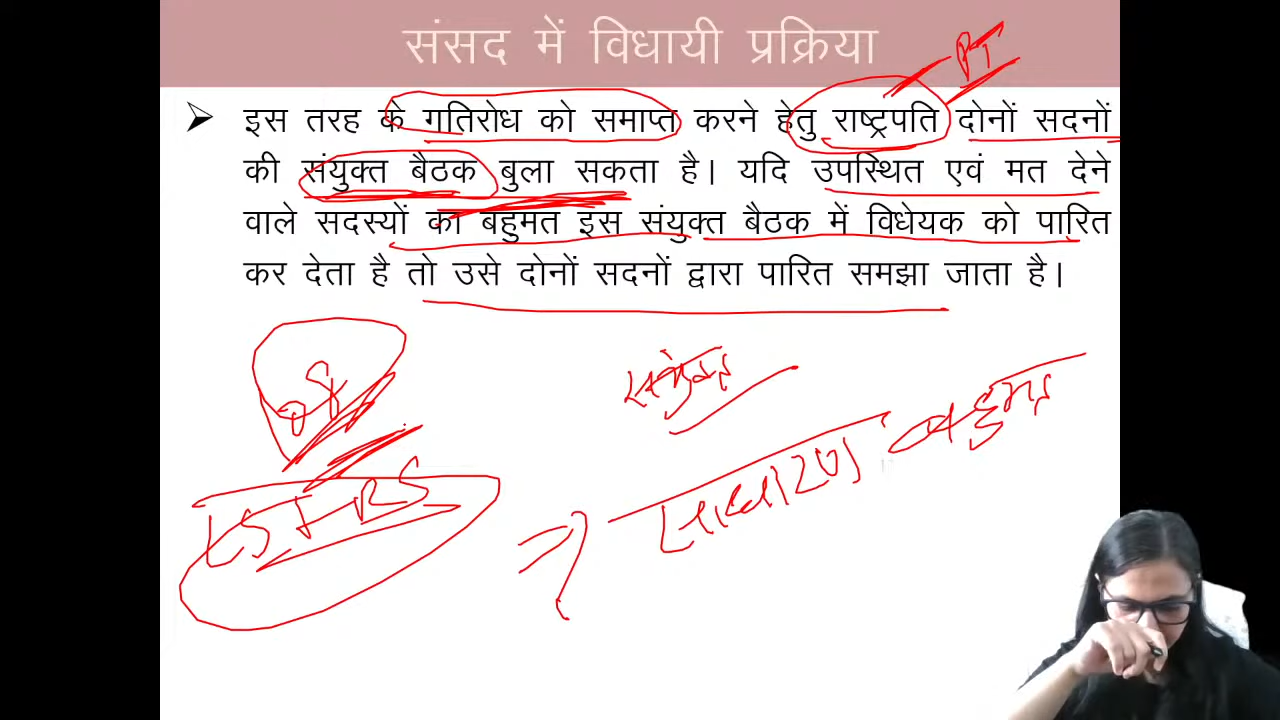 संसद में विधायी प्रक्रिया
PT
➢ इस तरह के गतिरोध को समाप्त करने हेतु राष्ट्रपति दोनों सदनों
की संयुक्त बैठक बुला सकता है। यदि उपस्थित एवं मत देने
वाले सदस्यों का बहुमत इस संयुक्त बैठक में विधेयक को पारित
कर देता है तो उसे दोनों सदनों द्वारा पारित समझा जाता है।
LS + RS
साधारण बहुमत